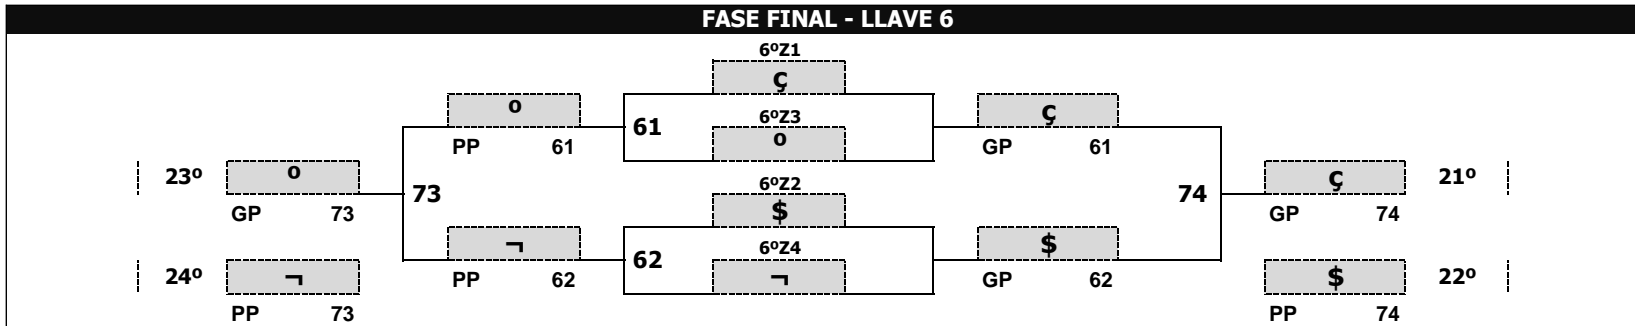 FASE FINAL - LLAVE 6
6ºZ1
ç
º 61 6ºZ3 ç
PP 61 º GP 61
23º º 73 6ºZ2 74 ç 21º
GP 73 $ GP 74
¬ 62 6ºZ4 $
24º ¬ PP 62 ¬ GP 62 $ 22º
PP 73 PP 74